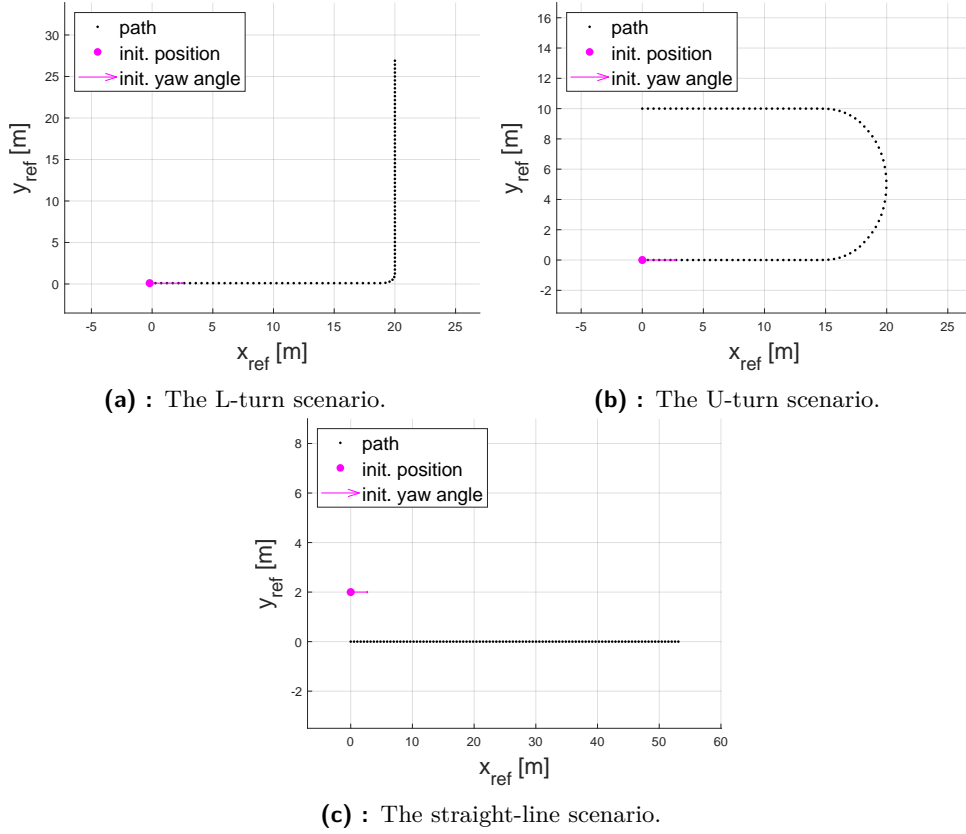 path
init. position
init. yaw angle
30
25
20
15
10
5
0
y_ref [m]
-5 0 5 10 15 20 25
x_ref [m]
(a) : The L-turn scenario.
path
init. position
init. yaw angle
16
14
12
10
8
6
4
2
0
-2
y_ref [m]
-5 0 5 10 15 20 25
x_ref [m]
(b) : The U-turn scenario.
path
init. position
init. yaw angle
8
6
4
2
0
-2
y_ref [m]
0 10 20 30 40 50 60
x_ref [m]
(c) : The straight-line scenario.